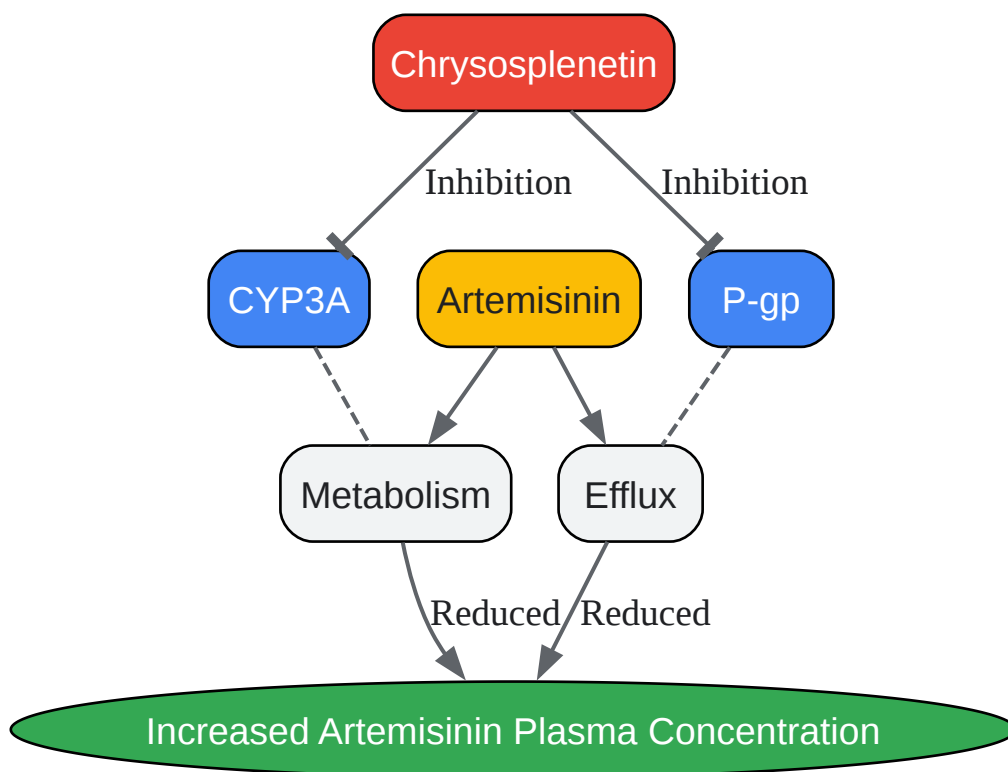 Chrysosplenetin
Inhibition
Inhibition
CYP3A
Artemisinin
P-gp
Metabolism
Efflux
Reduced
Reduced
Increased Artemisinin Plasma Concentration